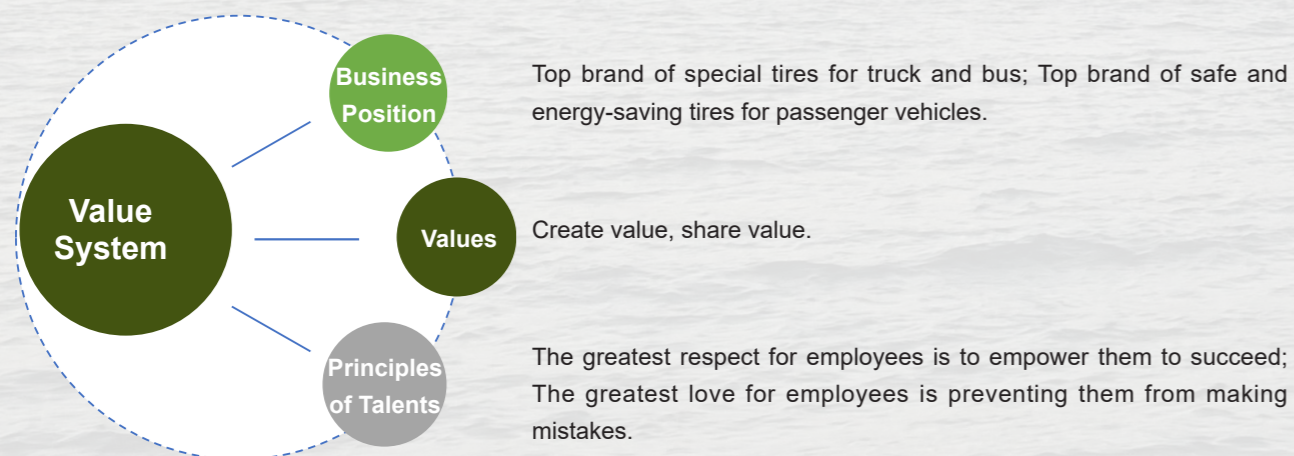 Business
Position
Top brand of special tires for truck and bus; Top brand of safe and
energy-saving tires for passenger vehicles.
Value
System
Values
Create value, share value.
Principles
of Talents
The greatest respect for employees is to empower them to succeed;
The greatest love for employees is preventing them from making
mistakes.